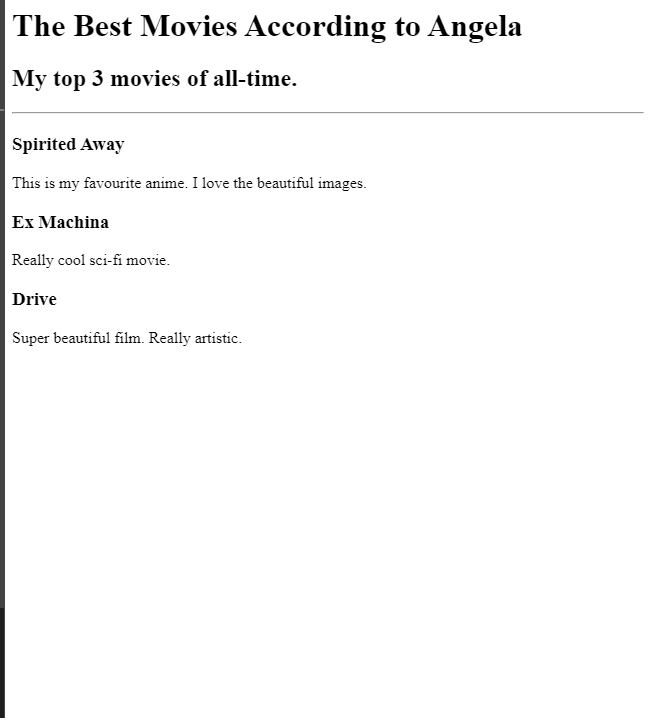 The Best Movies According to Angela
My top 3 movies of all-time.
Spirited Away
This is my favourite anime. I love the beautiful images.
Ex Machina
Really cool sci-fi movie.
Drive
Super beautiful film. Really artistic.